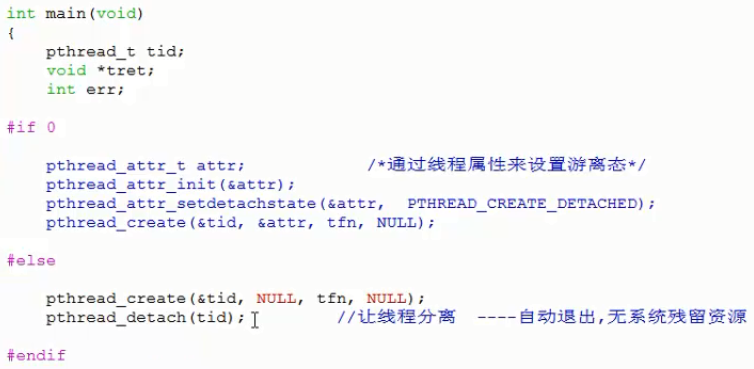 int main(void)
{
pthread_t tid;
void *tret;
int err;
#if 0
pthread_attr_t attr; /*通过线程属性来设置游离态*/
pthread_attr_init(&attr);
pthread_attr_setdetachstate(&attr, PTHREAD_CREATE_DETACHED);
pthread_create(&tid, &attr, tfn, NULL);
#else
pthread_create(&tid, NULL, tfn, NULL);
pthread_detach(tid); //让线程分离 ----自动退出,无系统残留资源
#endif